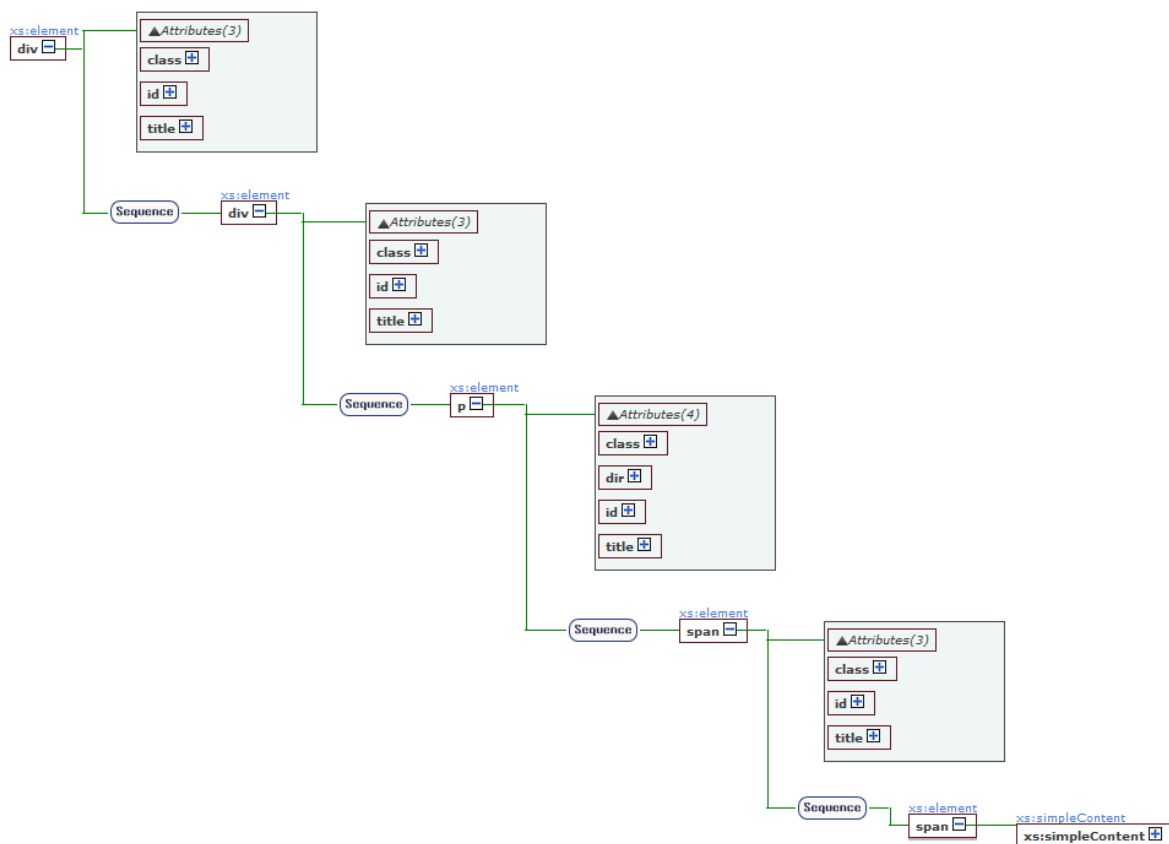 xs:element
div
Attributes(3)
class
id
title
Sequence
xs:element
div
Attributes(3)
class
id
title
Sequence
xs:element
p
Attributes(4)
class
dir
id
title
Sequence
xs:element
span
Attributes(3)
class
id
title
Sequence
xs:element
span
xs:simpleContent
xs:simpleContent